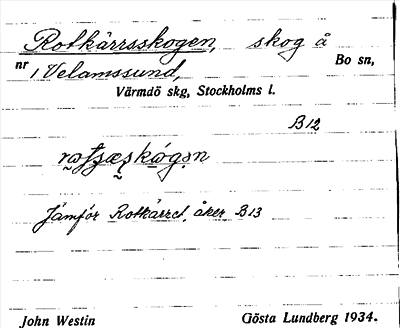 Rotkärrsskogen, skog å
nr 1 Velamssund, Bo sn,
Värmdö skg, Stockholms l.
B12
Jämför Rotkärret, åker B13
John Westin Gösta Lundberg 1934.